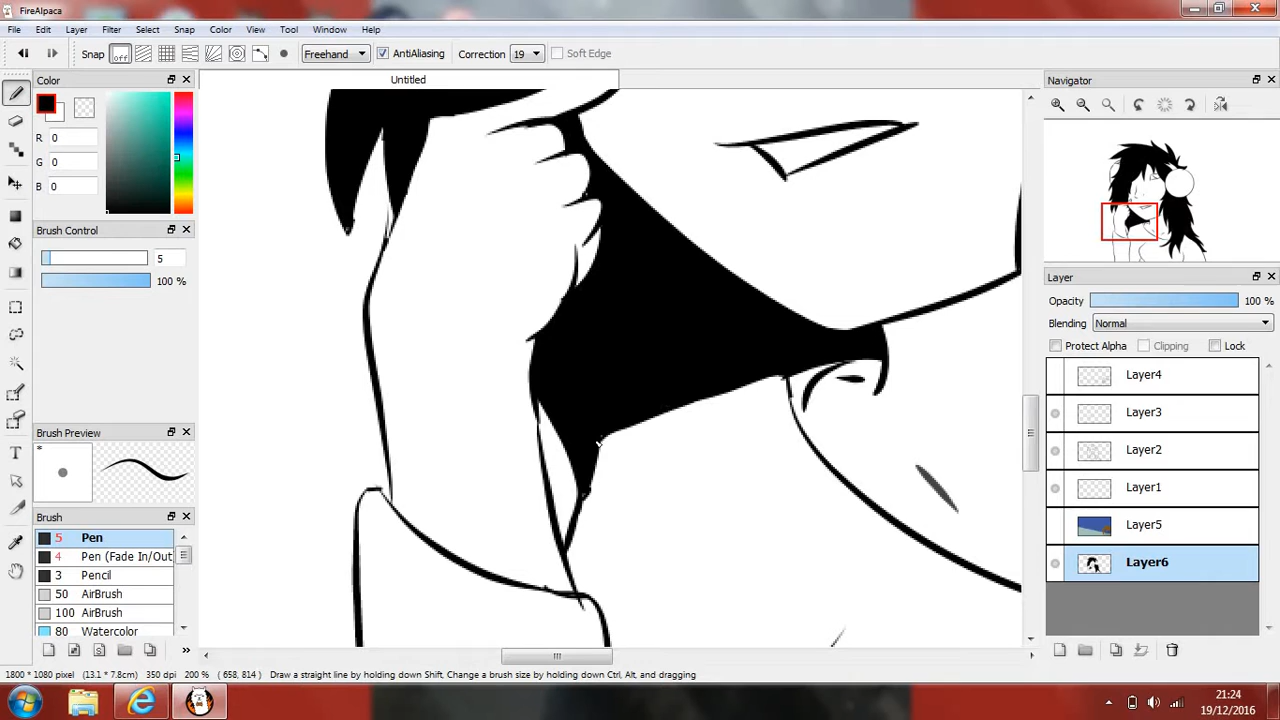 FireAlpaca
File Edit Layer Filter Select Snap Color View Tool Window Help
Snap off Freehand AntiAliasing Correction 19 Soft Edge
Color
Untitled
Navigator
R 0
G 0
B 0
Brush Control
5
100 %
Layer
Opacity 100 %
Blending Normal
Protect Alpha Clipping Lock
Layer4
Layer3
Brush Preview
Layer2
*
Layer1
Brush
Layer5
5 Pen
4 Pen (Fade In/Out
Layer6
3 Pencil
50 AirBrush
100 AirBrush
80 Watercolor
1800 * 1080 pixel (13.1 * 7.8cm) 350 dpi 200 % ( 658, 814 ) Draw a straight line by holding down Shift, Change a brush size by holding down Ctrl, Alt, and dragging
21:24
19/12/2016